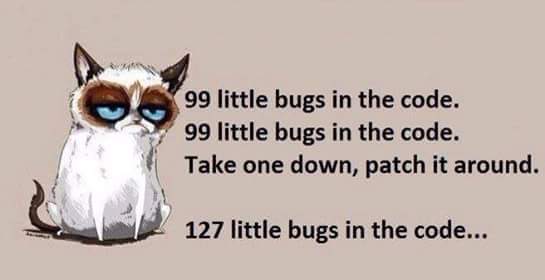 99 little bugs in the code.
99 little bugs in the code.
Take one down, patch it around.
127 little bugs in the code...